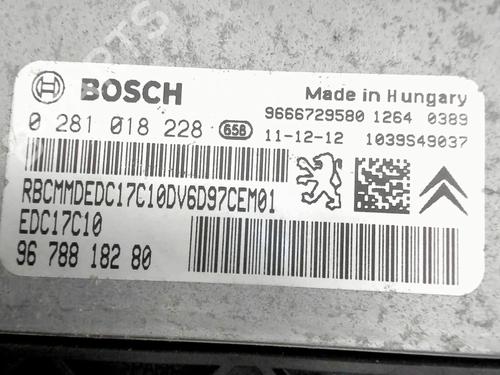 BOSCH
Made in Hungary
9666729580 1264 0389
0 281 018 228 658 11-12-12 1039S49037
RBCMMDEDC17C10DV6D97CEM01
EDC17C10
96 788 182 80